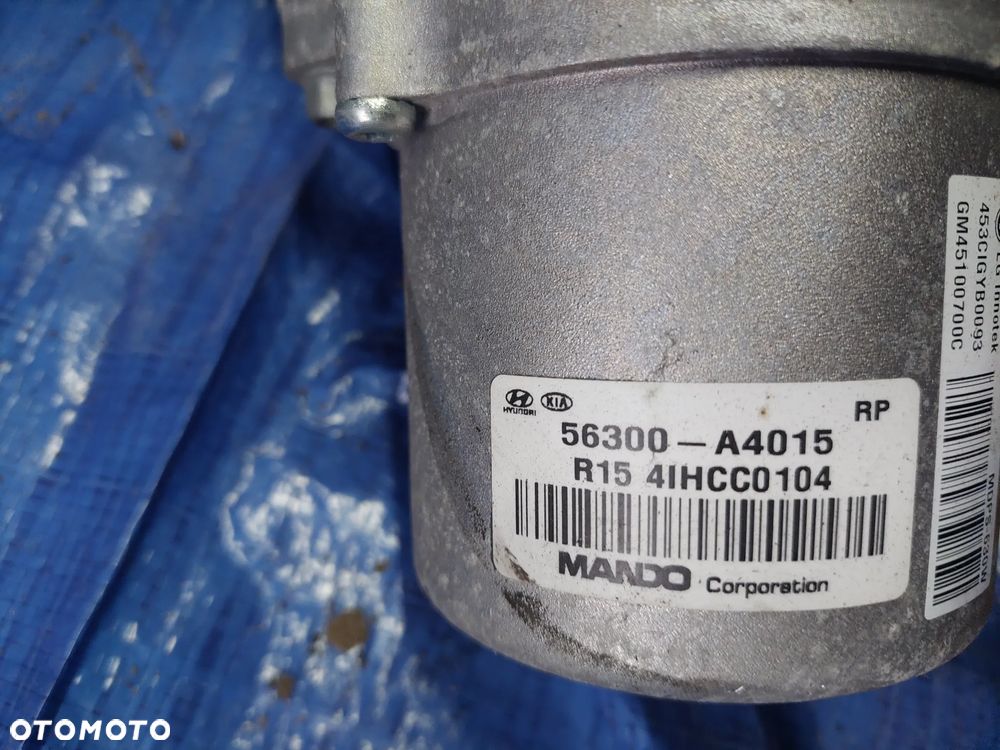 HYUNDAI KIA
RP
56300-A4015
R15 4IHCC0104
MANDO Corporation
453CIGYB0093
GM45100700C
OTOMOTO